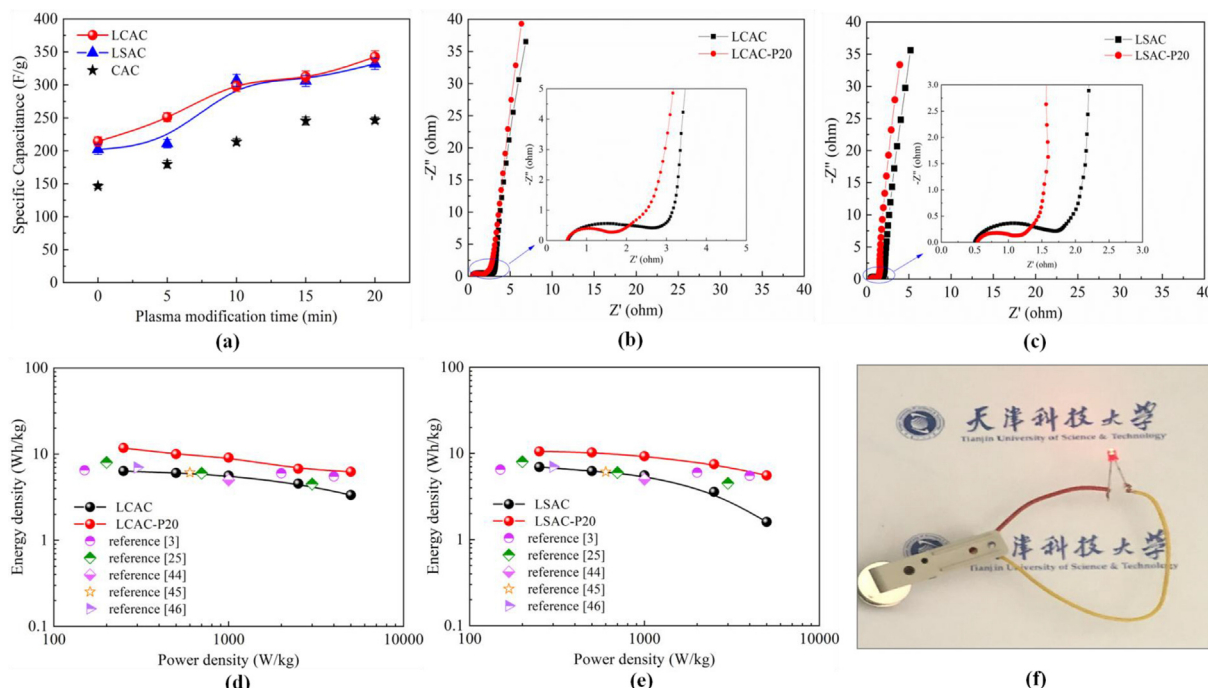 400
350
300
250
200
150
100
50
0
Specific Capacitance (F/g)
LCAC
LSAC
CAC
0 5 10 15 20
Plasma modification time (min)
(a)
40
35
30
25
20
15
10
5
0
-Z" (ohm)
LCAC
LCAC-P20
5
4
3
2
1
0
-Z" (ohm)
0 1 2 3 4 5
Z' (ohm)
0 5 10 15 20 25 30 35 40
Z' (ohm)
(b)
40
35
30
25
20
15
10
5
0
-Z" (ohm)
LSAC
LSAC-P20
3.0
2.5
2.0
1.5
1.0
0.5
0.0
-Z" (ohm)
0.0 0.5 1.0 1.5 2.0 2.5 3.0
Z' (ohm)
0 5 10 15 20 25 30 35 40
Z' (ohm)
(c)
100
10
1
0.1
Energy density (Wh/kg)
LCAC
LCAC-P20
reference [3]
reference [25]
reference [44]
reference [45]
reference [46]
100 1000 10000
Power density (W/kg)
(d)
100
10
1
0.1
Energy density (Wh/kg)
LSAC
LSAC-P20
reference [3]
reference [25]
reference [44]
reference [45]
reference [46]
100 1000 10000
Power density (W/kg)
(e)
天津科技大学
Tianjin University of Science & Technology
津科技大学
University of Science & Technology
(f)